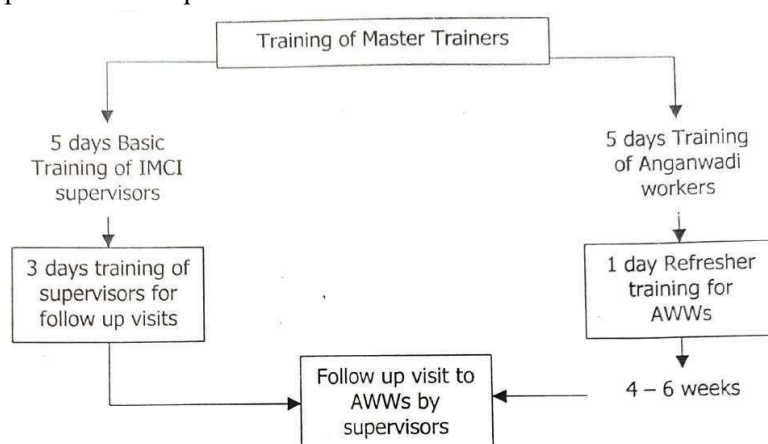 Training of Master Trainers
5 days Basic
Training of IMCI
supervisors
5 days Training
of Anganwadi
workers
3 days training of
supervisors for
follow up visits
1 day Refresher
training for
AWWs
Follow up visit to
AWWs by
supervisors
4 – 6 weeks